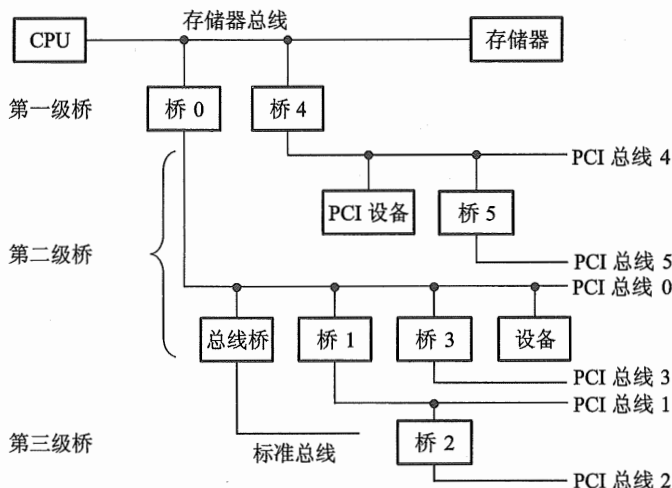 存储器总线
CPU
存储器
第一级桥
桥 0
桥 4
PCI 总线 4
PCI 设备
桥 5
第二级桥
PCI 总线 5
PCI 总线 0
总线桥
桥 1
桥 3
设备
PCI 总线 3
PCI 总线 1
第三级桥
标准总线
桥 2
PCI 总线 2